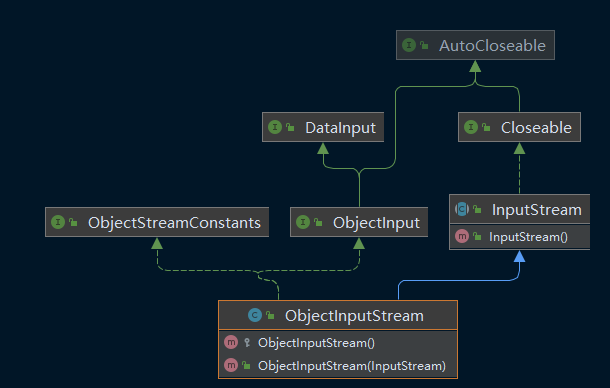 AutoCloseable
DataInput
Closeable
ObjectStreamConstants
ObjectInput
InputStream
InputStream()
ObjectInputStream
ObjectInputStream()
ObjectInputStream(InputStream)